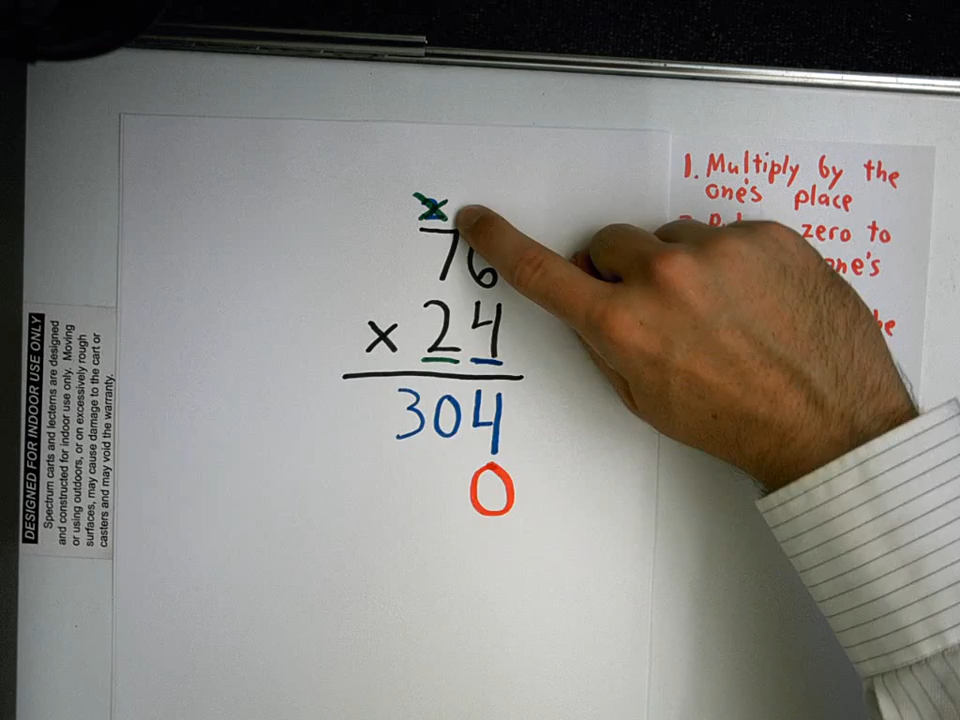 2
76
x 24
304
0
1. Multiply by the
one's place
zero to
one's
DESIGNED FOR INDOOR USE ONLY
Spectrum carts and lecterns are designed
and constructed for indoor use only. Moving
or using outdoors, or on excessively rough
surfaces, may cause damage to the cart or
casters and may void the warranty.